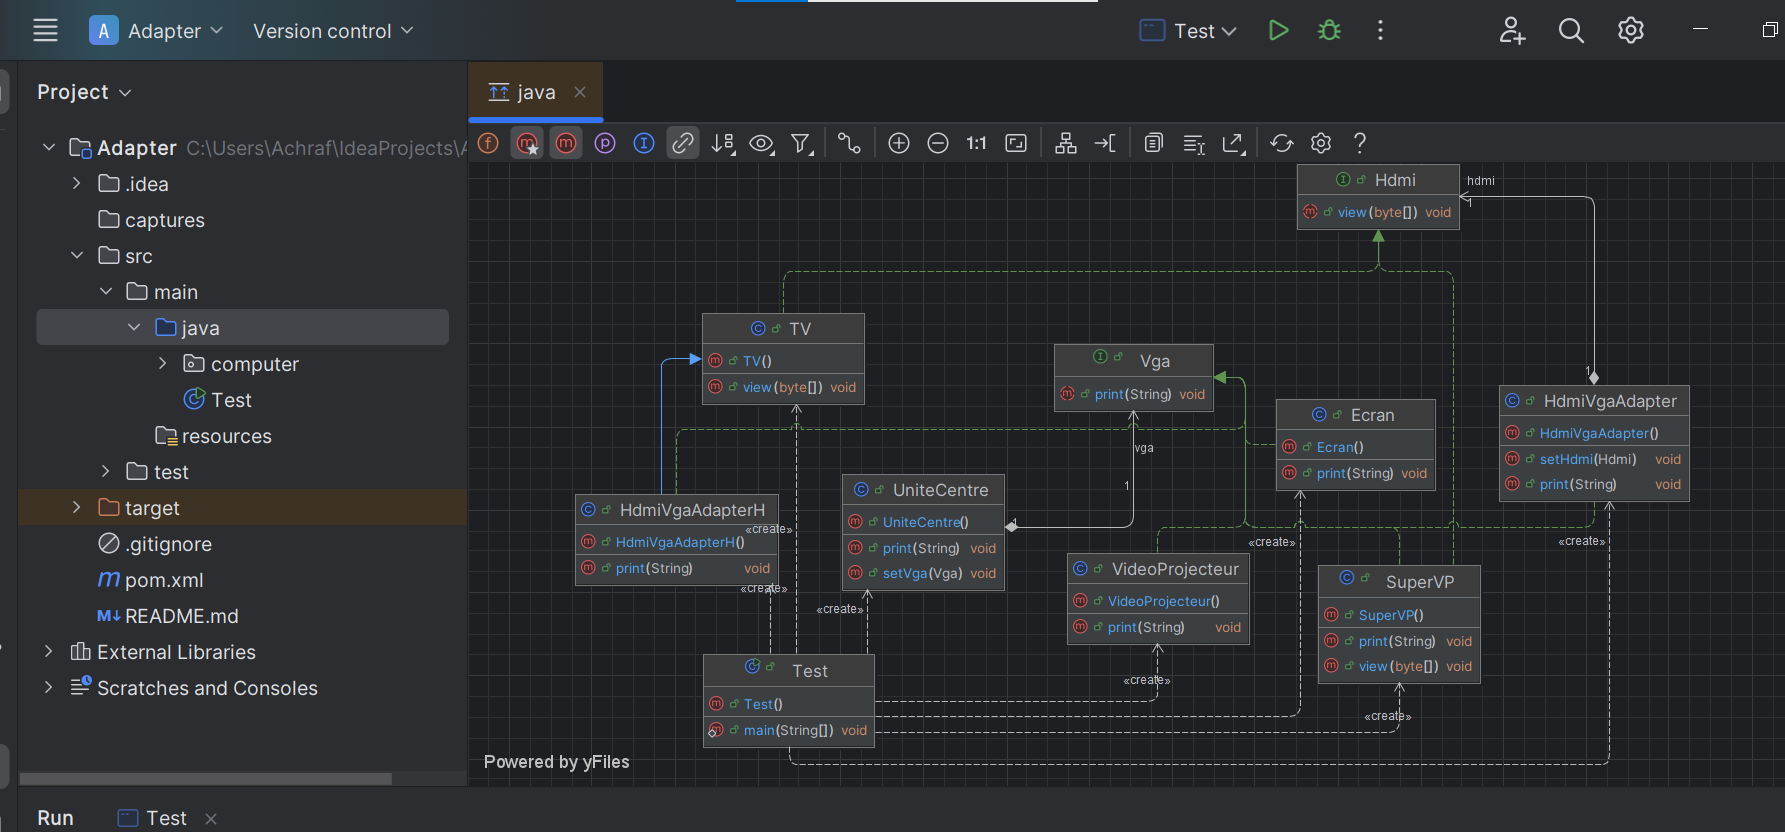 A Adapter Version control Test
Project
java
Adapter C:\Users\Achraf\IdeaProjects\A
.idea
captures
src
main
java
computer
Test
resources
test
target
.gitignore
m pom.xml
M↓ README.md
External Libraries
Scratches and Consoles
f m m p I 1:1 ?
I Hdmi
m view(byte[]) void
hdmi
1
C TV
m TV()
m view(byte[]) void
I Vga
m print(String) void
vga
1
C Ecran
m Ecran()
m print(String) void
1
C HdmiVgaAdapter
m HdmiVgaAdapter()
m setHdmi(Hdmi) void
m print(String) void
C HdmiVgaAdapterH
m HdmiVgaAdapterH()
m print(String) void
C UniteCentre
m UniteCentre()
m print(String) void
m setVga(Vga) void
1
C VideoProjecteur
m VideoProjecteur()
m print(String) void
C SuperVP
m SuperVP()
m print(String) void
m view(byte[]) void
«create»
«create»
«create»
«create»
«create»
«create»
«create»
C Test
m Test()
m main(String[]) void
Powered by yFiles
Run Test